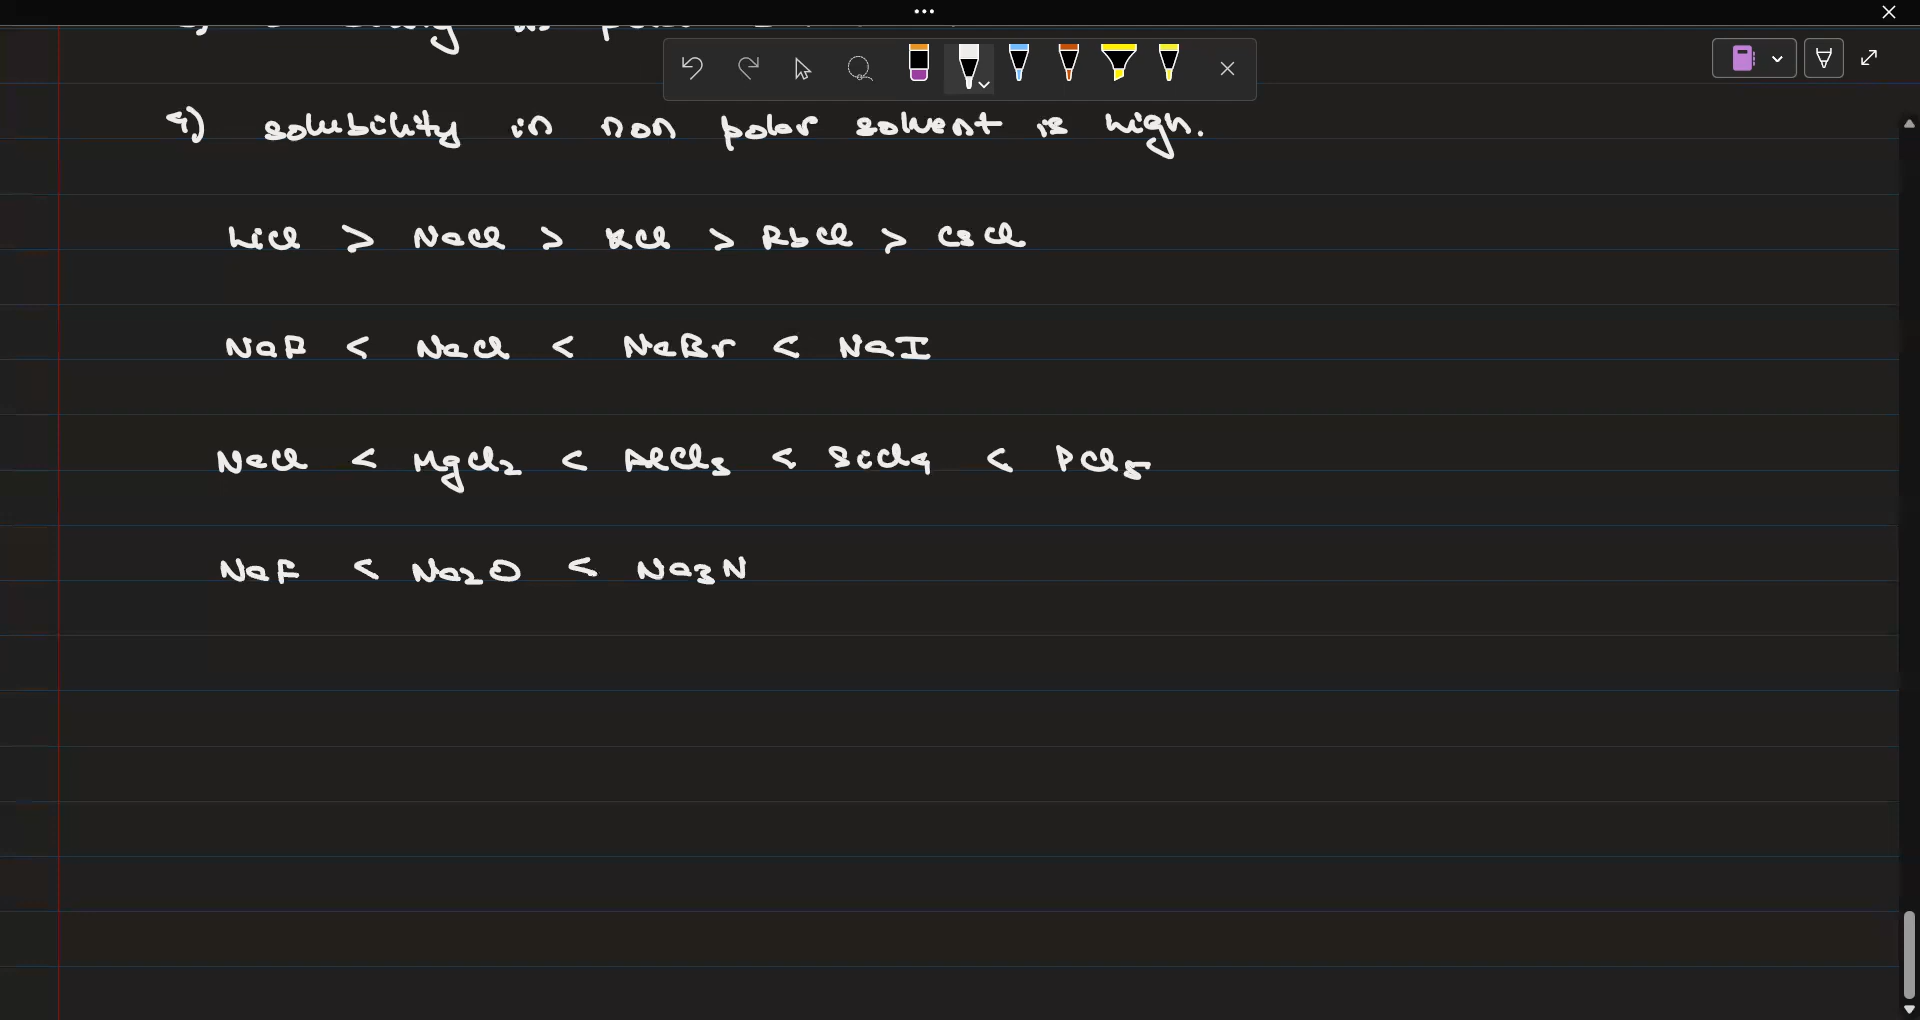 4) solubility in non polar solvent is high.
LiCl > NaCl > KCl > RbCl > CsCl
NaF < NaCl < NaBr < NaI
NaCl < MgCl₂ < AlCl₃ < SiCl₄ < PCl₅
NaF < Na₂O < Na₃N